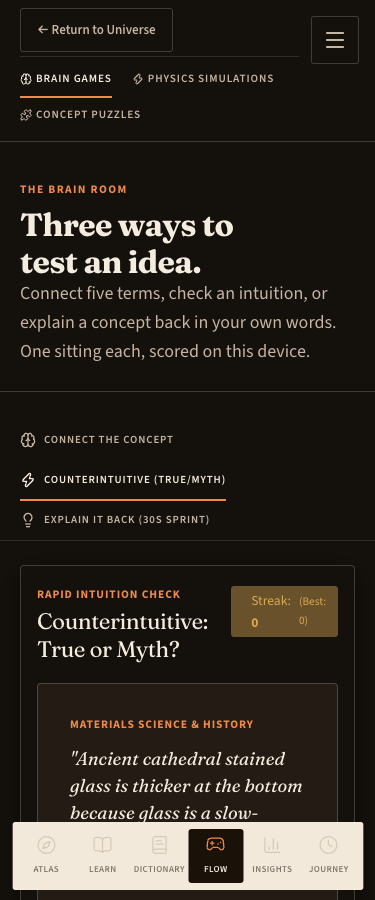 ← Return to Universe
BRAIN GAMES
PHYSICS SIMULATIONS
CONCEPT PUZZLES
THE BRAIN ROOM
Three ways to
test an idea.
Connect five terms, check an intuition, or
explain a concept back in your own words.
One sitting each, scored on this device.
CONNECT THE CONCEPT
COUNTERINTUITIVE (TRUE/MYTH)
EXPLAIN IT BACK (30S SPRINT)
RAPID INTUITION CHECK
Counterintuitive:
True or Myth?
Streak:
0
(Best:
0)
MATERIALS SCIENCE & HISTORY
"Ancient cathedral stained
glass is thicker at the bottom
because glass is a slow-
ATLAS
LEARN
DICTIONARY
FLOW
INSIGHTS
JOURNEY